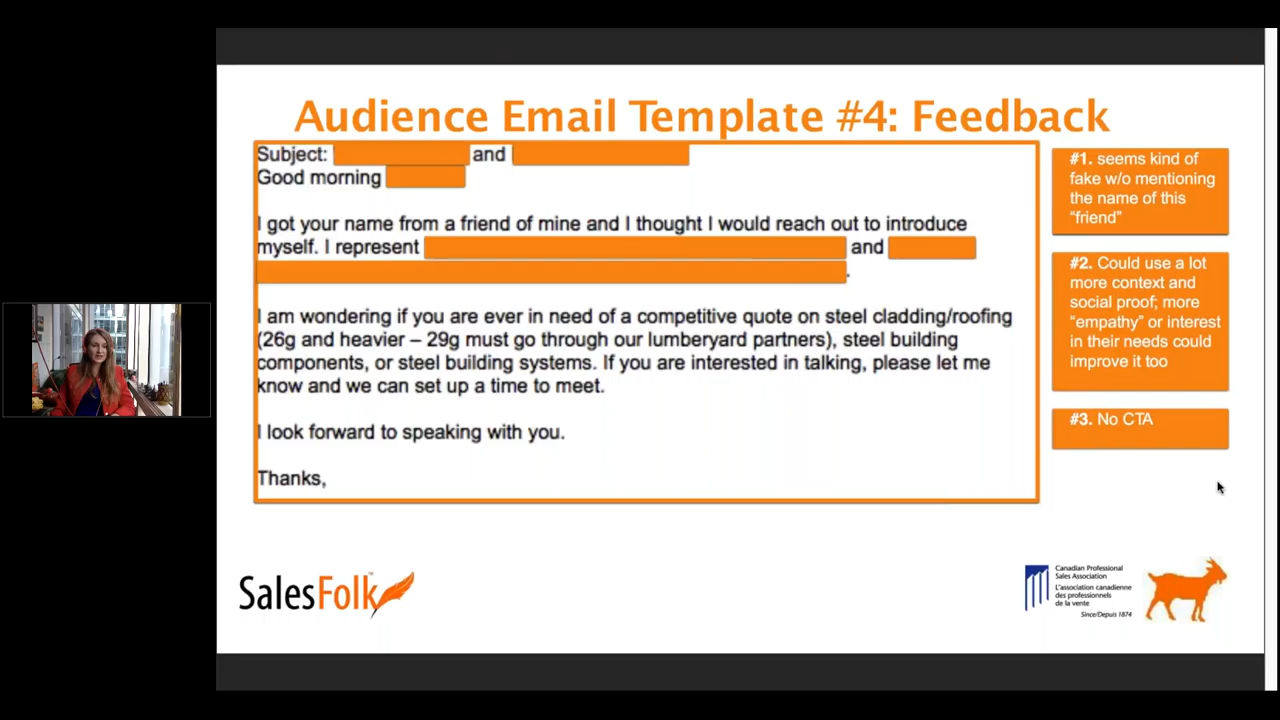 Audience Email Template #4: Feedback
Subject: and
Good morning
I got your name from a friend of mine and I thought I would reach out to introduce
myself. I represent and
.
I am wondering if you are ever in need of a competitive quote on steel cladding/roofing
(26g and heavier – 29g must go through our lumberyard partners), steel building
components, or steel building systems. If you are interested in talking, please let me
know and we can set up a time to meet.
I look forward to speaking with you.
Thanks,
#1. seems kind of
fake w/o mentioning
the name of this
“friend”
#2. Could use a lot
more context and
social proof; more
“empathy” or interest
in their needs could
improve it too
#3. No CTA
SalesFolk™
Canadian Professional
Sales Association
L'association canadienne
des professionnels
de la vente
Since/Depuis 1874